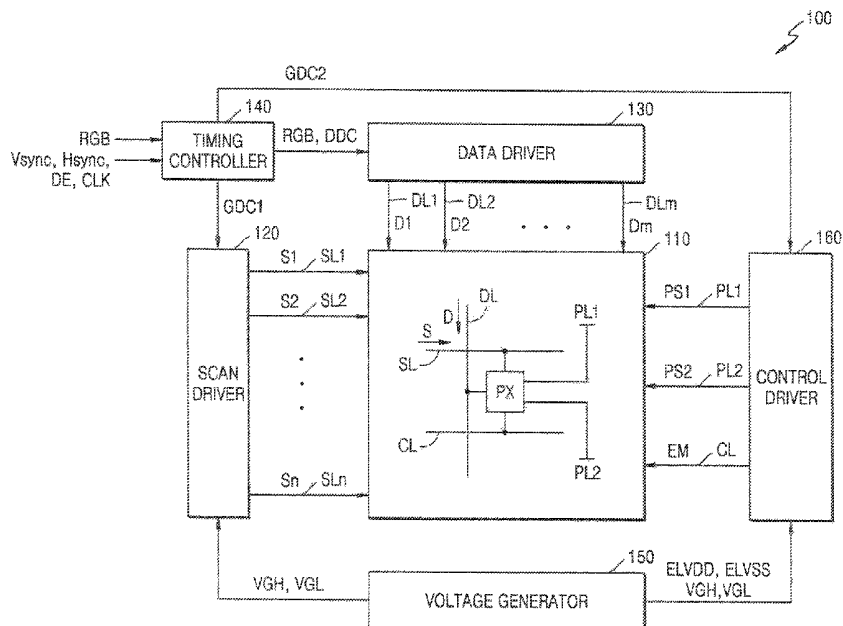 100
GDC2
140
130
RGB
Vsync, Hsync,
DE, CLK
TIMING
CONTROLLER
RGB, DDC
DATA DRIVER
GDC1
DL1
DL2
DLm
D1
D2
. . .
Dm
120
110
160
S1
SL1
S2
SL2
Sn
SLn
SCAN
DRIVER
D
DL
S
SL
PX
CL
PL1
PL2
PS1
PL1
PS2
PL2
EM
CL
CONTROL
DRIVER
150
VGH, VGL
VOLTAGE GENERATOR
ELVDD, ELVSS
VGH,VGL